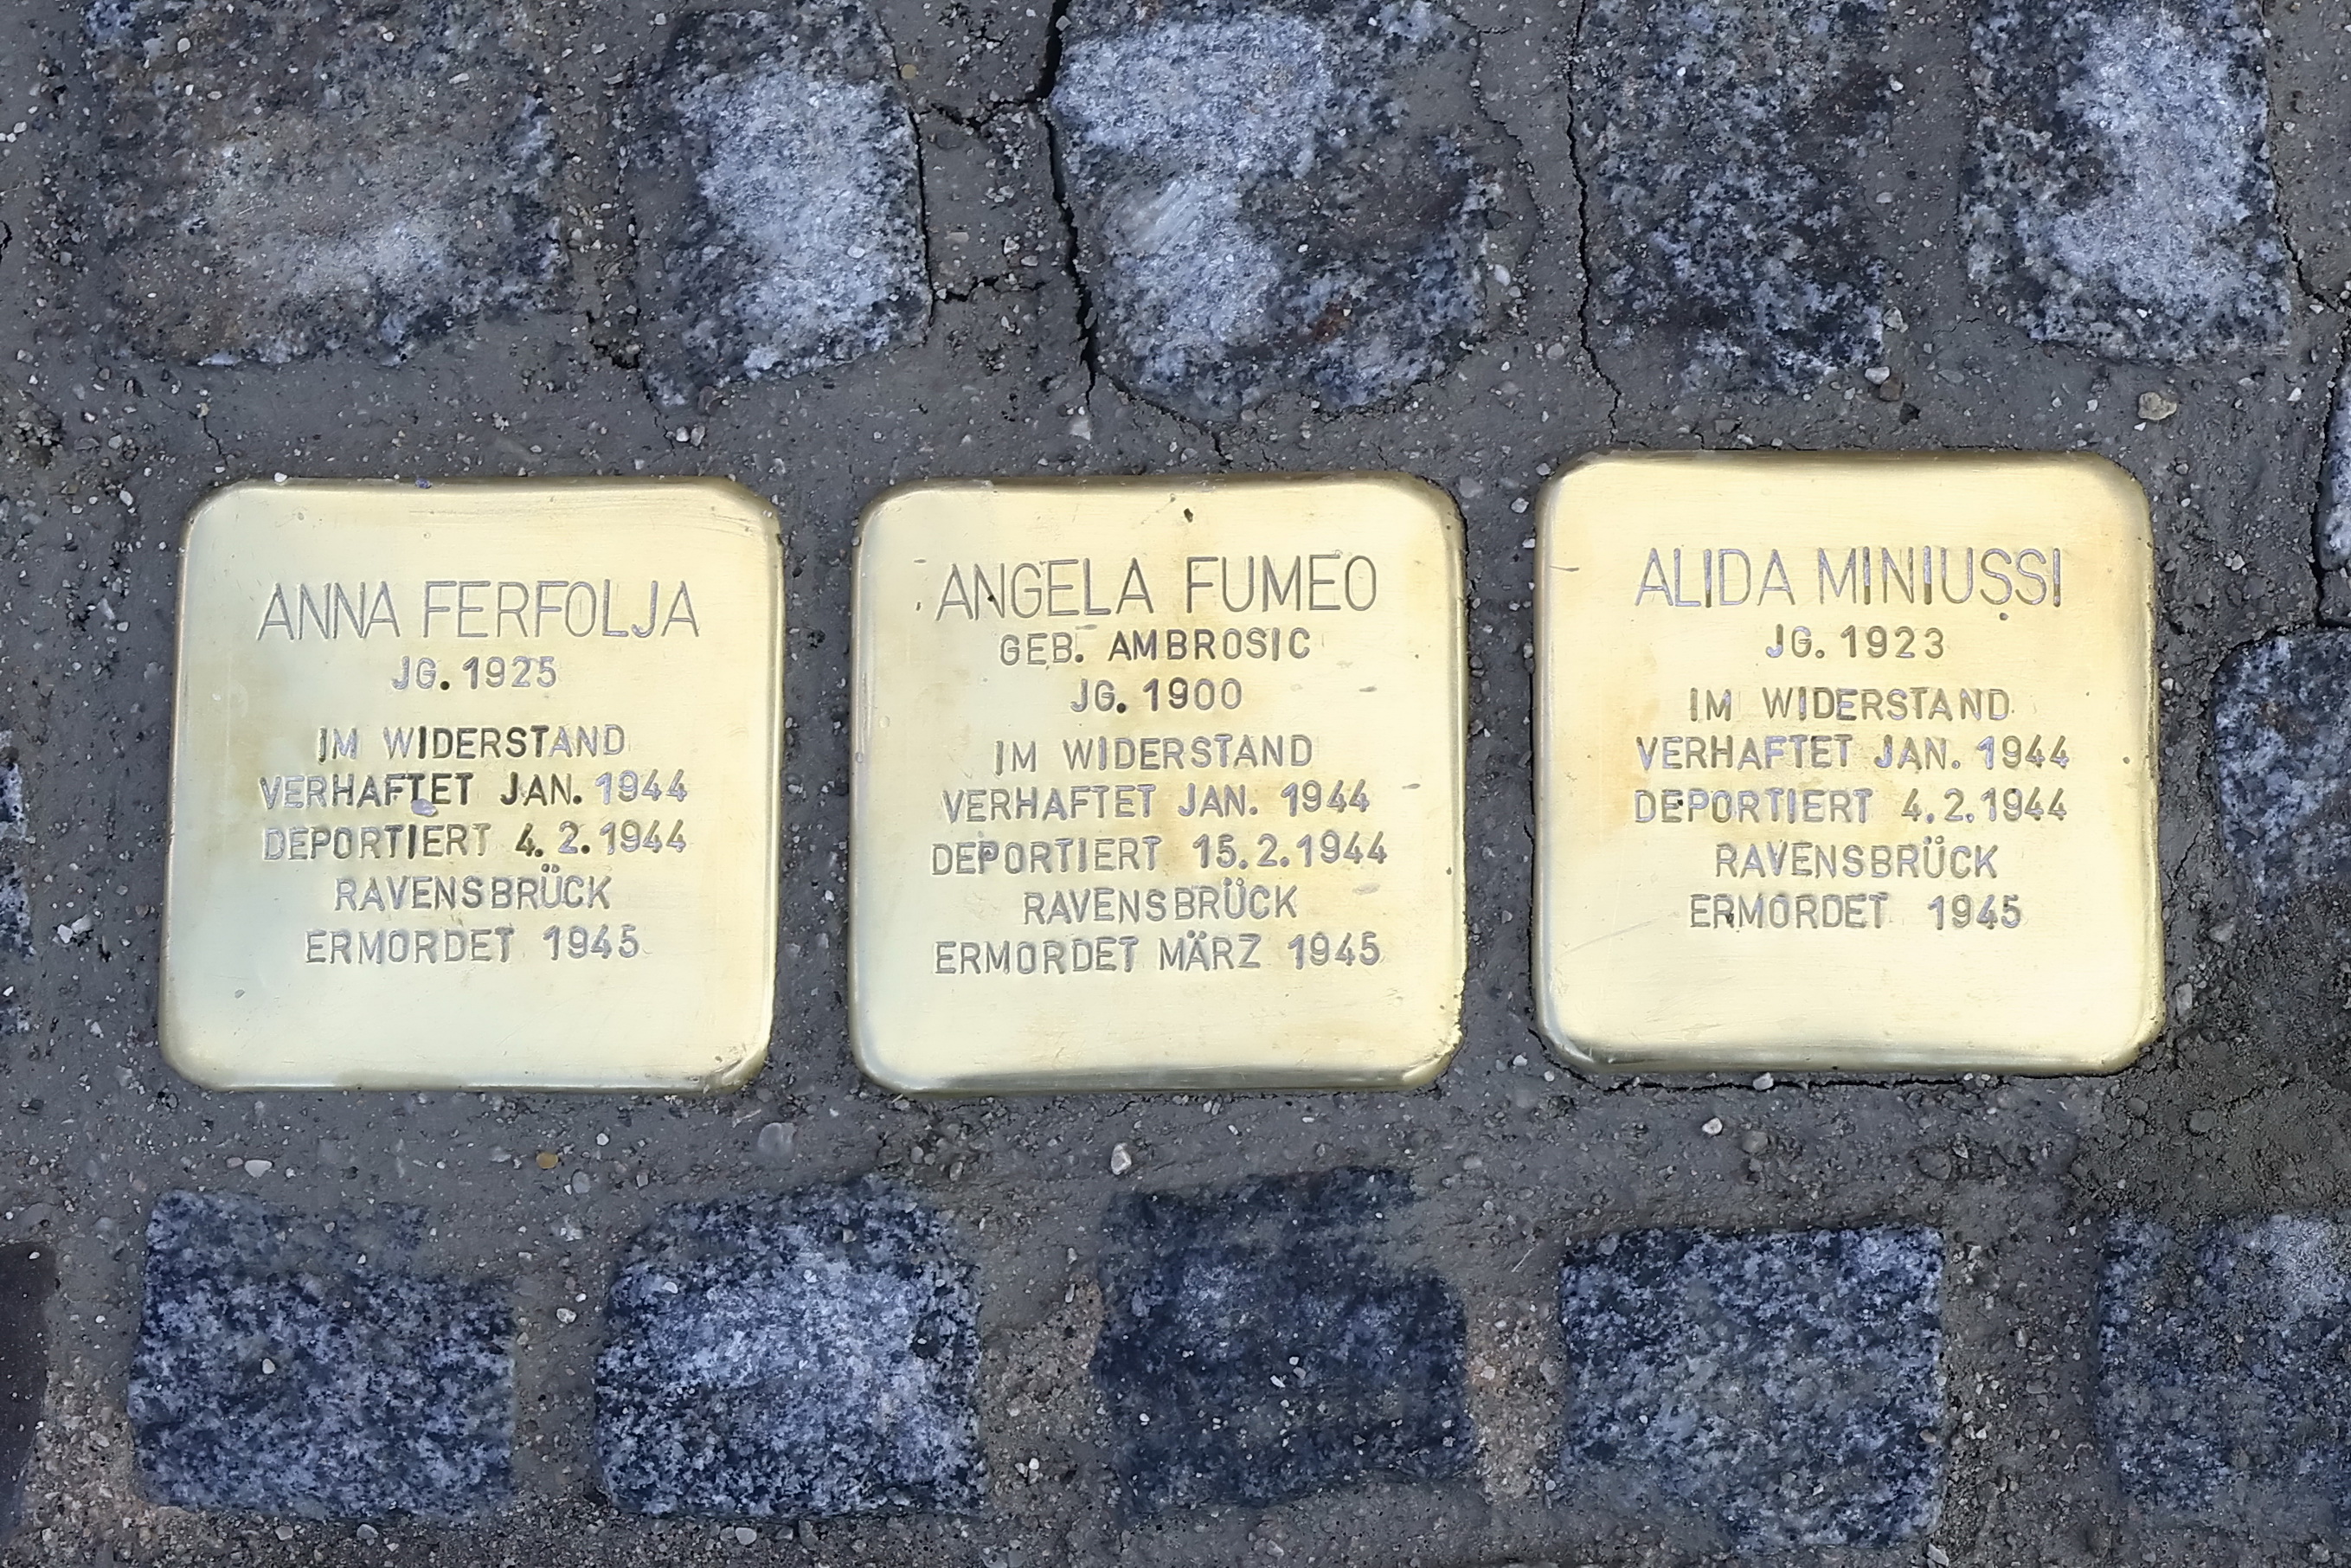 ANNA FERFOLJA
JG. 1925
IM WIDERSTAND
VERHAFTET JAN. 1944
DEPORTIERT 4.2.1944
RAVENSBRÜCK
ERMORDET 1945
ANGELA FUMEO
GEB. AMBROSIC
JG. 1900
IM WIDERSTAND
VERHAFTET JAN. 1944
DEPORTIERT 15.2.1944
RAVENSBRÜCK
ERMORDET MÄRZ 1945
ALIDA MINIUSSI
JG. 1923
IM WIDERSTAND
VERHAFTET JAN. 1944
DEPORTIERT 4.2.1944
RAVENSBRÜCK
ERMORDET 1945